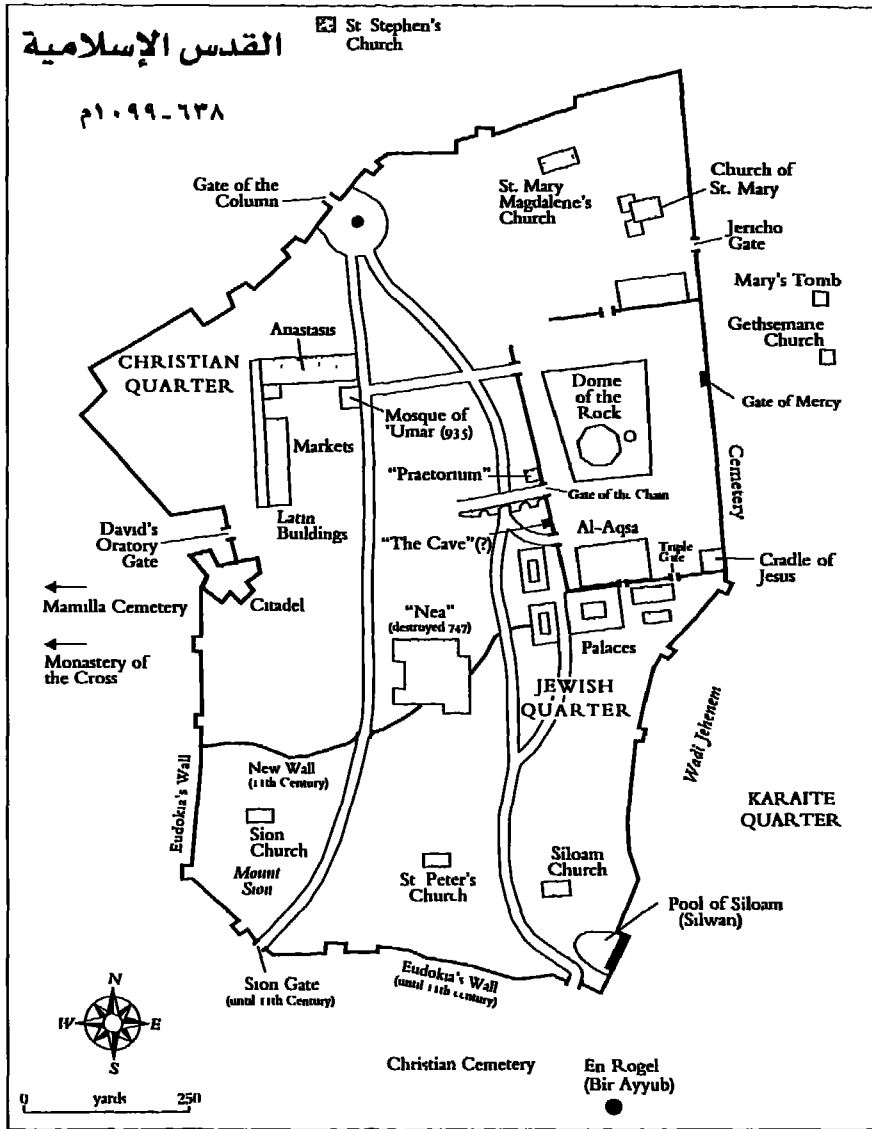 القدس الإسلامية
٦٣٨-١٠٩٩م
St Stephen's
Church
Gate of the
Column
St. Mary
Magdalene's
Church
Church of
St. Mary
Jericho
Gate
Mary's Tomb
Gethsemane
Church
Anastasis
CHRISTIAN
QUARTER
Dome
of the
Rock
Gate of Mercy
Mosque of
'Umar (935)
Markets
"Praetorium"
Cemetery
Gate of the Chain
Latin
Buildings
David's
Oratory
Gate
"The Cave"(?)
Al-Aqsa
Triple
Gate
Cradle of
Jesus
Mamilla Cemetery
Citadel
"Nea"
(destroyed 747)
Monastery of
the Cross
Palaces
JEWISH
QUARTER
Wadi Jehenem
New Wall
(11th Century)
Eudokia's Wall
KARAITE
QUARTER
Sion
Church
Mount
Sion
St Peter's
Church
Siloam
Church
Pool of Siloam
(Silwan)
Sion Gate
(until 11th Century)
Eudokia's Wall
(until 11th century)
N
W
E
S
0 yards 250
Christian Cemetery
En Rogel
(Bir Ayyub)